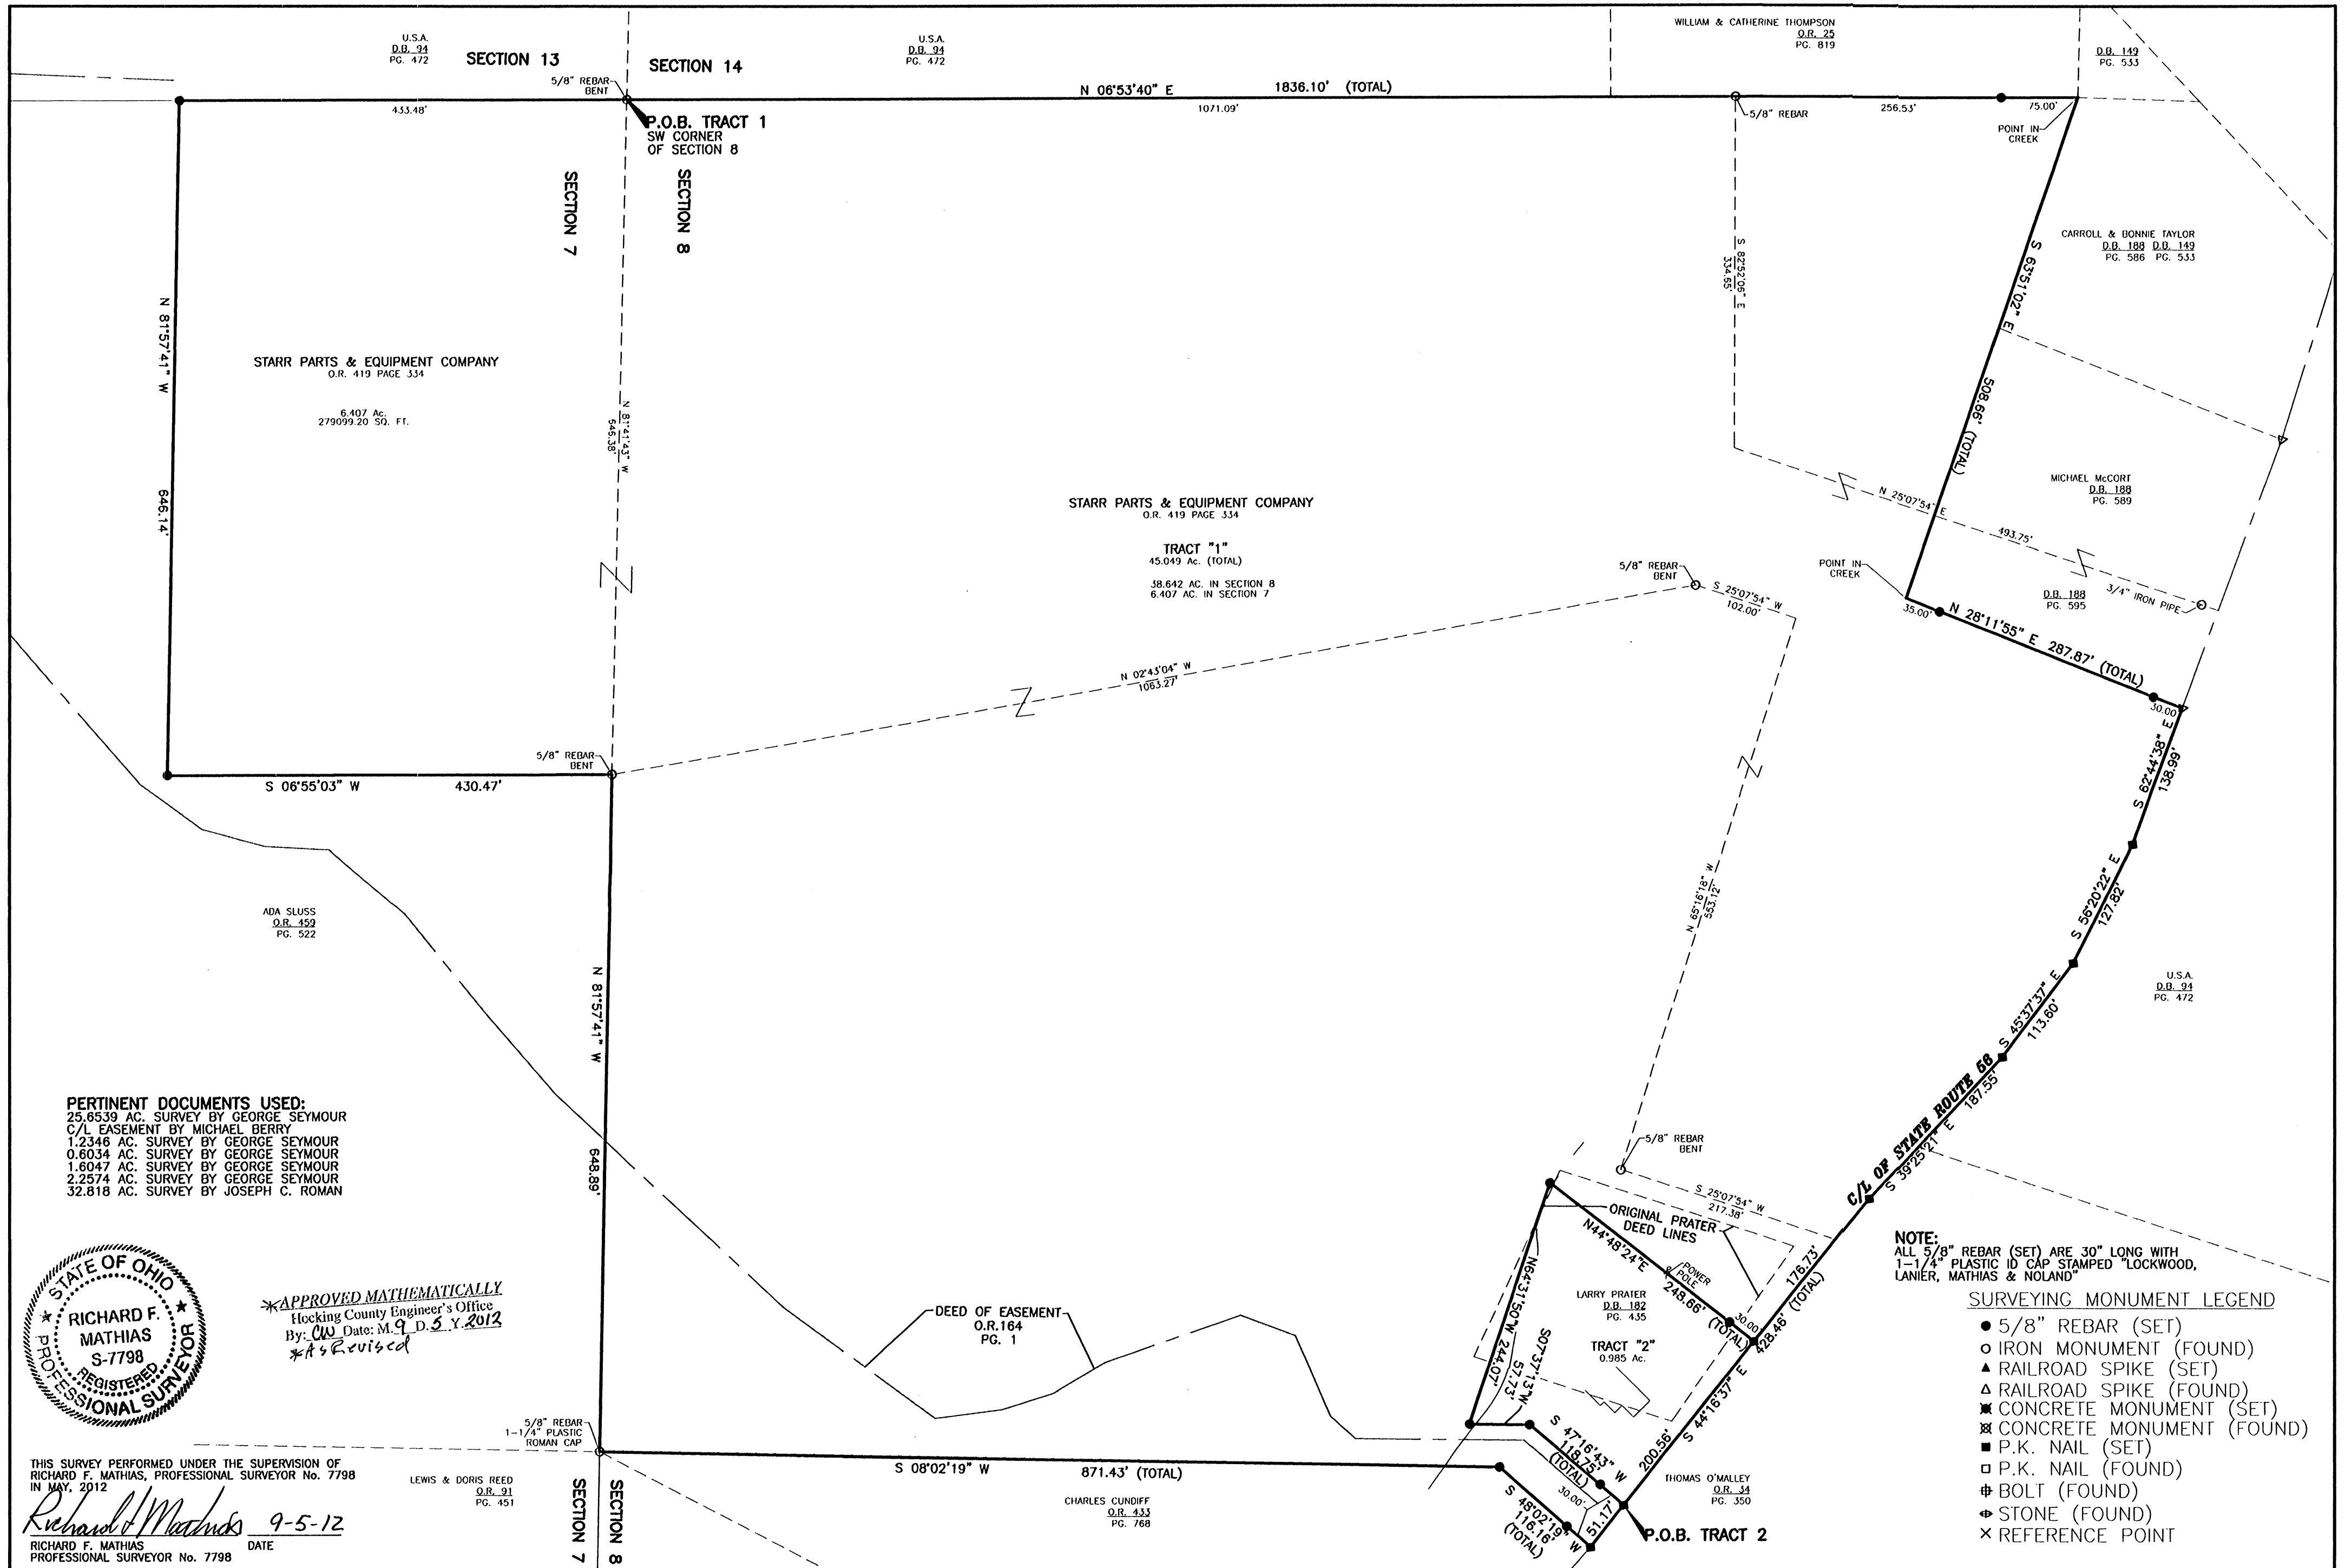 U.S.A.
D.B. 94
PG. 472
SECTION 13
5/8" REBAR
BENT
SECTION 14
U.S.A.
D.B. 94
PG. 472
WILLIAM & CATHERINE THOMPSON
O.R. 25
PG. 819
D.B. 149
PG. 533
433.48'
N 06°53'40" E
1836.10' (TOTAL)
1071.09'
5/8" REBAR
256.53'
75.00'
POINT IN
CREEK
P.O.B. TRACT 1
SW CORNER
OF SECTION 8
SECTION 7
SECTION 8
N 81°57'41" W
646.14'
STARR PARTS & EQUIPMENT COMPANY
O.R. 419 PAGE 334
6.407 Ac.
279099.20 SQ. FT.
N 81°41'43" W
645.38'
S 82°52'06" E
334.65'
S 63°51'02" E
508.66' (TOTAL)
CARROLL & BONNIE TAYLOR
D.B. 188 D.B. 149
PG. 586 PG. 533
MICHAEL McCORT
D.B. 188
PG. 589
N 25°07'54" E
493.75'
3/4" IRON PIPE
STARR PARTS & EQUIPMENT COMPANY
O.R. 419 PAGE 334
TRACT "1"
45.049 Ac. (TOTAL)
38.642 AC. IN SECTION 8
6.407 AC. IN SECTION 7
5/8" REBAR
BENT
S 25°07'54" W
102.00'
POINT IN
CREEK
35.00'
N 28°11'55" E 287.87' (TOTAL)
30.00'
D.B. 188
PG. 595
N 02°43'04" W
1063.27'
5/8" REBAR
BENT
S 06°55'03" W
430.47'
S 62°44'38" E
138.99'
S 56°20'22" E
127.82'
S 45°37'37" E
113.60'
C/L OF STATE ROUTE 56
187.55'
S 39°25'21" E
U.S.A.
D.B. 94
PG. 472
ADA SLUSS
O.R. 459
PG. 522
N 81°57'41" W
648.89'
N 65°16'18" W
553.12'
5/8" REBAR
BENT
S 25°07'54" W
217.38'
PERTINENT DOCUMENTS USED:
25.6539 AC. SURVEY BY GEORGE SEYMOUR
C/L EASEMENT BY MICHAEL BERRY
1.2346 AC. SURVEY BY GEORGE SEYMOUR
0.6034 AC. SURVEY BY GEORGE SEYMOUR
1.6047 AC. SURVEY BY GEORGE SEYMOUR
2.2574 AC. SURVEY BY GEORGE SEYMOUR
32.818 AC. SURVEY BY JOSEPH C. ROMAN
STATE OF OHIO
RICHARD F.
MATHIAS
S-7798
REGISTERED
PROFESSIONAL SURVEYOR
*APPROVED MATHEMATICALLY
Hocking County Engineer's Office
By: CW Date: M. 9 D. 5 Y. 2012
*As Revised
DEED OF EASEMENT
O.R.164
PG. 1
ORIGINAL PRATER
DEED LINES
N44°48'24"E
248.66'
(TOTAL)
POWER
POLE
30.00'
176.73'
428.46' (TOTAL)
N64°31'50"W 244.07'
S07°37'13"W
57.73'
LARRY PRATER
D.B. 182
PG. 435
TRACT "2"
0.985 Ac.
S 47°16'43" W
118.75'
(TOTAL)
30.00'
200.56'
S 44°16'37" E
51.17'
S 48°02'19" W
116.16'
(TOTAL)
P.O.B. TRACT 2
THOMAS O'MALLEY
O.R. 34
PG. 350
NOTE:
ALL 5/8" REBAR (SET) ARE 30" LONG WITH
1-1/4" PLASTIC ID CAP STAMPED "LOCKWOOD,
LANIER, MATHIAS & NOLAND"
SURVEYING MONUMENT LEGEND
5/8" REBAR (SET)
IRON MONUMENT (FOUND)
RAILROAD SPIKE (SET)
RAILROAD SPIKE (FOUND)
CONCRETE MONUMENT (SET)
CONCRETE MONUMENT (FOUND)
P.K. NAIL (SET)
P.K. NAIL (FOUND)
BOLT (FOUND)
STONE (FOUND)
REFERENCE POINT
5/8" REBAR
1-1/4" PLASTIC
ROMAN CAP
S 08°02'19" W
871.43' (TOTAL)
CHARLES CUNDIFF
O.R. 433
PG. 768
LEWIS & DORIS REED
O.R. 91
PG. 451
SECTION 7
SECTION 8
THIS SURVEY PERFORMED UNDER THE SUPERVISION OF
RICHARD F. MATHIAS, PROFESSIONAL SURVEYOR No. 7798
IN MAY, 2012
Richard F Mathias 9-5-12
RICHARD F. MATHIAS DATE
PROFESSIONAL SURVEYOR No. 7798